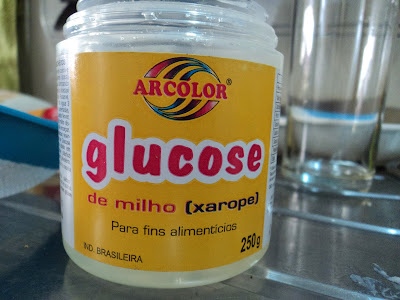 ARCOLOR®
glucose
de milho (xarope)
Para fins alimentícios
IND. BRASILEIRA
250g